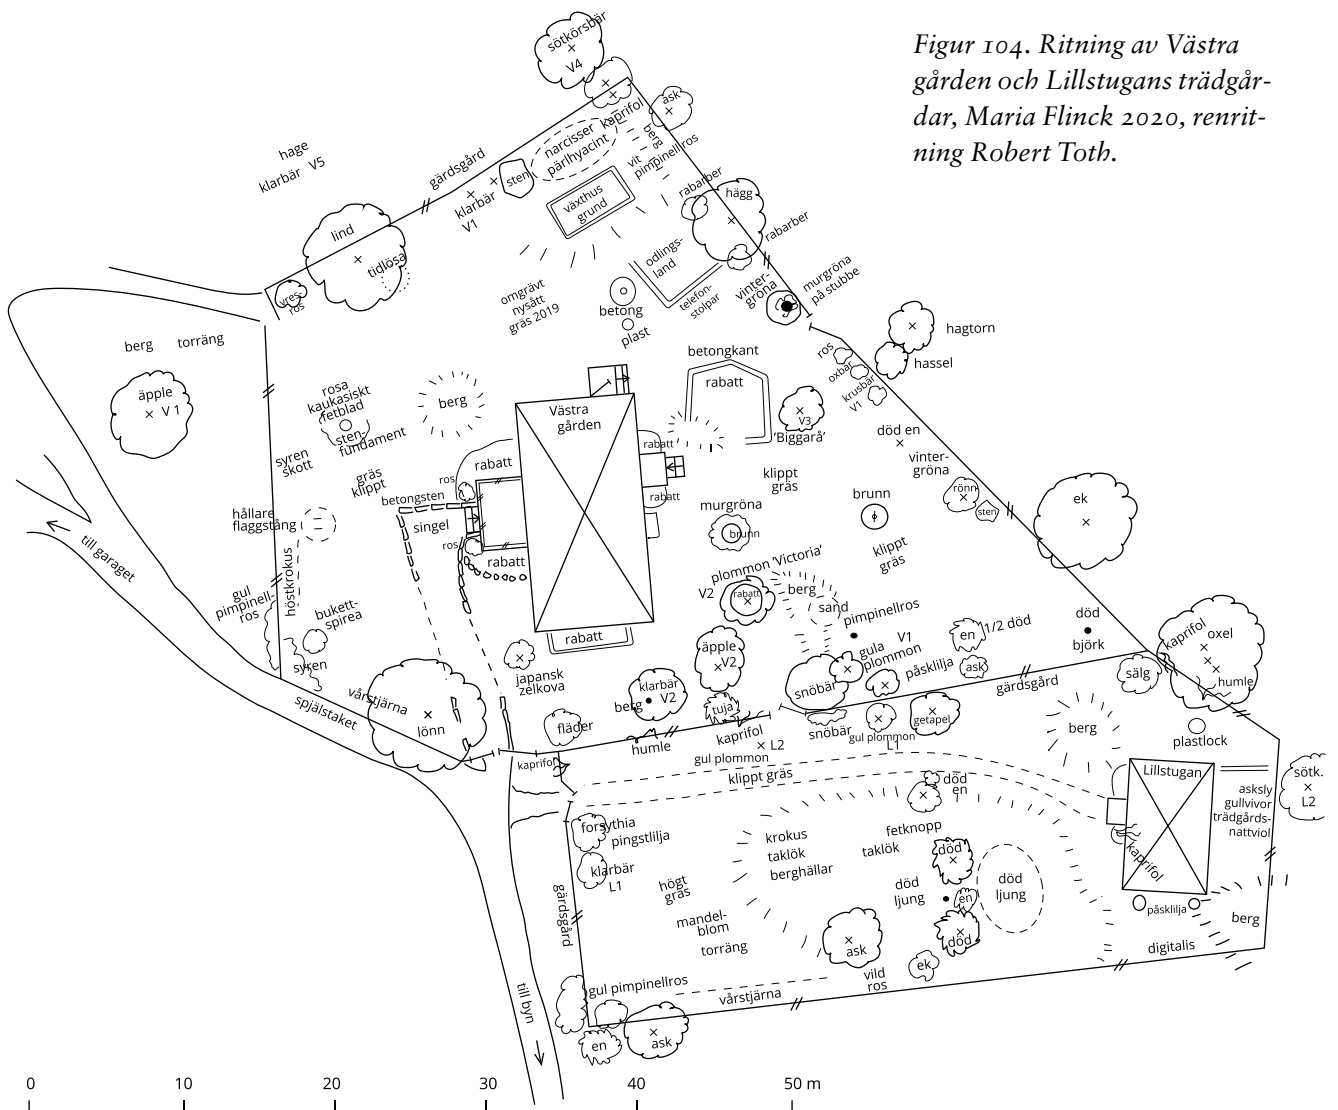 Figur 104. Ritning av Västra
gården och Lillstugans trädgår-
dar, Maria Flinck 2020, renrit-
ning Robert Toth.
sötkörsbär
V4
ask
kaprifol
berg
narcisser
pärlhyacint
vit
pimpinellros
hage
klarbär V5
gärdsgård
sten
klarbär
V1
växthus
grund
rabarber
hägg
rabarber
lind
tidlösa
vres-
ros
odlings-
land
telefon-
stolpar
vinter-
gröna
murgröna
på stubbe
omgrävt
nysått
gräs 2019
betong
plast
hagtorn
hassel
ros
oxbär
krusbär
V1
berg torräng
äpple
V 1
betongkant
rabatt
rosa
kaukasiskt
fetblad
sten-
fundament
berg
Västra
gården
V3
'Biggarå'
död en
vinter-
gröna
syren
skott
gräs
klippt
rabatt
ros
rabatt
rabatt
klippt
gräs
rönn
sten
ek
betongsten
singel
hållare
flaggstång
ros
rabatt
murgröna
brunn
brunn
klippt
gräs
till garaget
höstkrokus
gul
pimpinell-
ros
bukett-
spirea
syren
plommon 'Victoria'
V2
rabatt
berg
sand
pimpinellros
rabatt
äpple
V2
gula
plommon
V1
påsklilja
en
1/2 död
ask
död
björk
kaprifol
oxel
humle
sälg
japansk
zelkova
klarbär
V2
berg
tuja
snöbär
gärdsgård
vårstjärna
spjälstaket
lönn
fläder
humle
kaprifol
gul plommon
L2
snöbär
gul plommon
L1
getapel
berg
plastlock
kaprifol
klippt gräs
Lillstugan
sötk.
L2
asksly
gullvivor
trädgårds-
nattviol
kaprifol
död
en
forsythia
pingstlilja
klarbär
L1
krokus
taklök
berghällar
fetknopp
taklök
död
död
ljung
en
död
ljung
död
högt
gräs
mandel-
blom
torräng
gärdsgård
ask
ek
vild
ros
påsklilja
berg
digitalis
gul pimpinellros
vårstjärna
till byn
en
ask
0 10 20 30 40 50 m